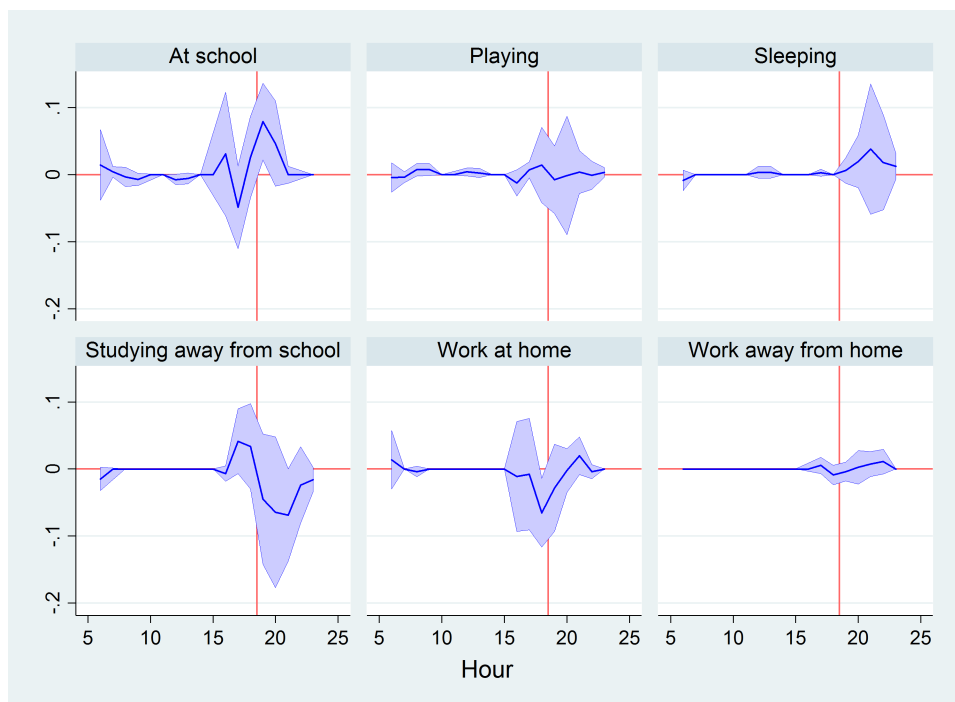 At school Playing Sleeping
.1
0
-.1
-.2
Studying away from school Work at home Work away from home
.1
0
-.1
-.2
5 10 15 20 25 5 10 15 20 25 5 10 15 20 25
Hour